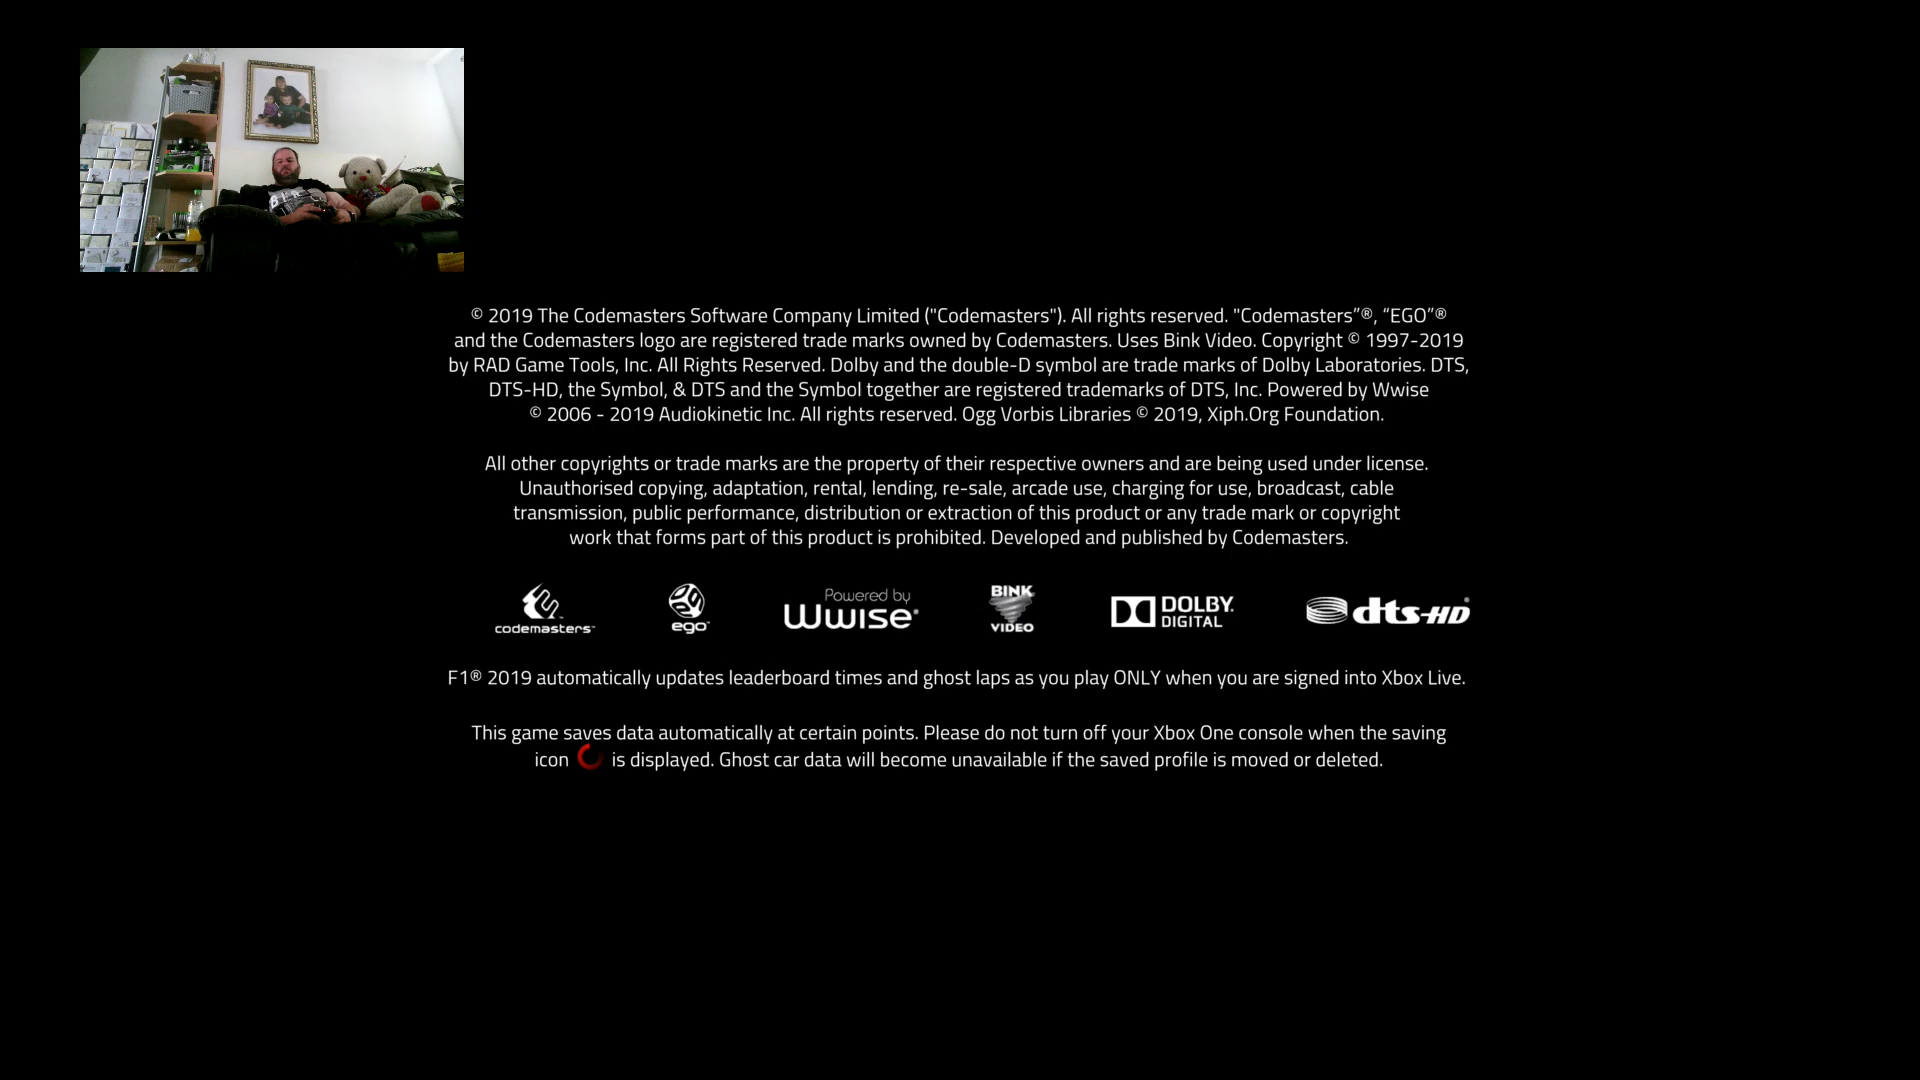 © 2019 The Codemasters Software Company Limited ("Codemasters"). All rights reserved. "Codemasters”®, “EGO”®
and the Codemasters logo are registered trade marks owned by Codemasters. Uses Bink Video. Copyright © 1997-2019
by RAD Game Tools, Inc. All Rights Reserved. Dolby and the double-D symbol are trade marks of Dolby Laboratories. DTS,
DTS-HD, the Symbol, & DTS and the Symbol together are registered trademarks of DTS, Inc. Powered by Wwise
© 2006 - 2019 Audiokinetic Inc. All rights reserved. Ogg Vorbis Libraries © 2019, Xiph.Org Foundation.
All other copyrights or trade marks are the property of their respective owners and are being used under license.
Unauthorised copying, adaptation, rental, lending, re-sale, arcade use, charging for use, broadcast, cable
transmission, public performance, distribution or extraction of this product or any trade mark or copyright
work that forms part of this product is prohibited. Developed and published by Codemasters.
codemasters™
ego™
Powered by
Wwise®
BINK
VIDEO
DOLBY.
DIGITAL
dts-HD®
F1® 2019 automatically updates leaderboard times and ghost laps as you play ONLY when you are signed into Xbox Live.
This game saves data automatically at certain points. Please do not turn off your Xbox One console when the saving
icon is displayed. Ghost car data will become unavailable if the saved profile is moved or deleted.